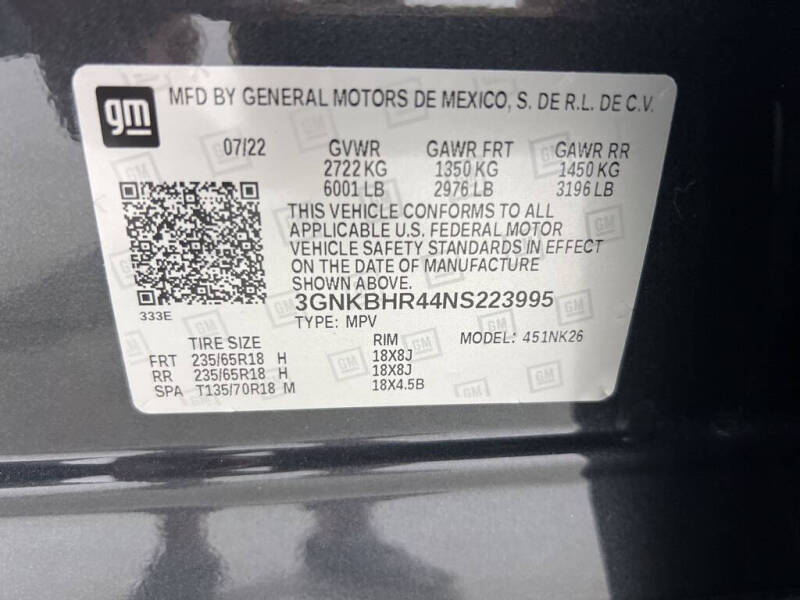 gm
MFD BY GENERAL MOTORS DE MEXICO, S. DE R.L. DE C.V.
07/22 GVWR GAWR FRT GAWR RR
2722 KG 1350 KG 1450 KG
6001 LB 2976 LB 3196 LB
THIS VEHICLE CONFORMS TO ALL
APPLICABLE U.S. FEDERAL MOTOR
VEHICLE SAFETY STANDARDS IN EFFECT
ON THE DATE OF MANUFACTURE
SHOWN ABOVE.
333E
3GNKBHR44NS223995
TYPE: MPV MODEL: 451NK26
TIRE SIZE RIM
FRT 235/65R18 H 18X8J
RR 235/65R18 H 18X8J
SPA T135/70R18 M 18X4.5B